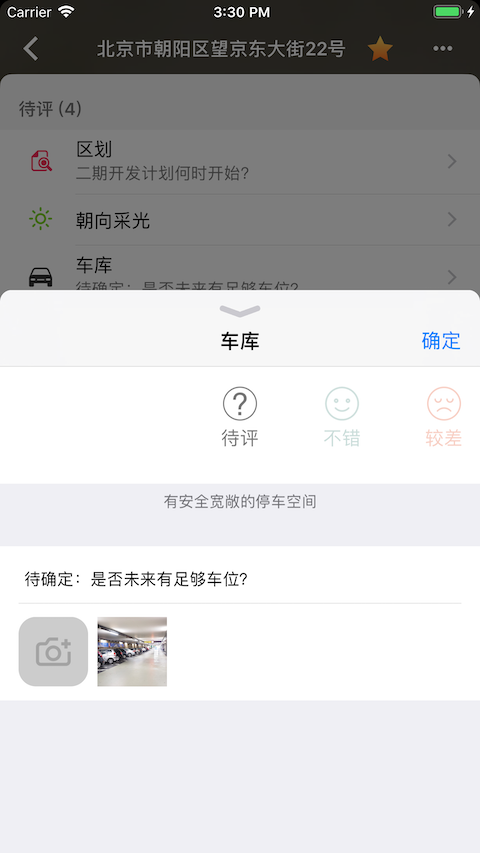 Carrier 3:30 PM
北京市朝阳区望京东大街22号
待评 (4)
区划
二期开发计划何时开始?
朝向采光
车库
待确定：是否未来有足够车位?
车库 确定
待评 不错 较差
有安全宽敞的停车空间
待确定：是否未来有足够车位?